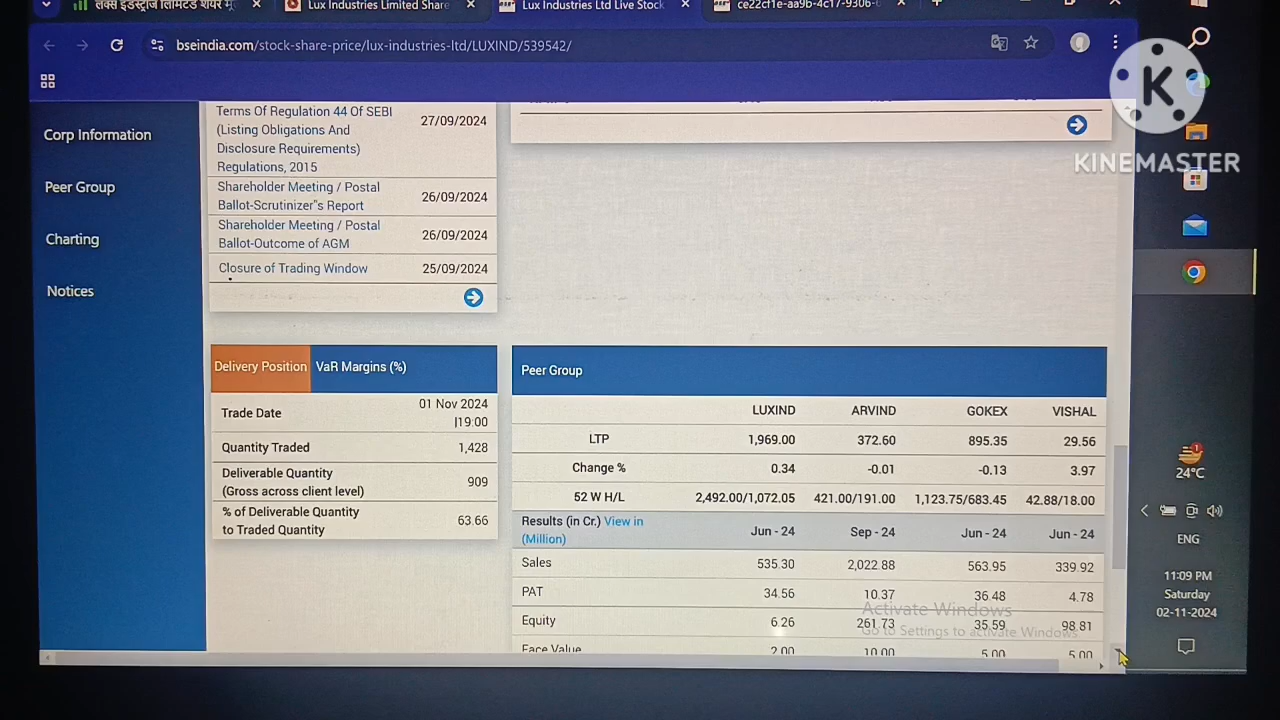 लक्स इंडस्ट्रीज लिमिटेड शेयर
Lux Industries Limited Share
Lux Industries Ltd Live Stock
ce22cf1e-aa9b-4c17-9306-
bseindia.com/stock-share-price/lux-industries-ltd/LUXIND/539542/
K
KINEMASTER
Corp Information
Peer Group
Charting
Notices
Terms Of Regulation 44 Of SEBI
(Listing Obligations And
Disclosure Requirements)
Regulations, 2015
27/09/2024
Shareholder Meeting / Postal
Ballot-Scrutinizer"s Report
26/09/2024
Shareholder Meeting / Postal
Ballot-Outcome of AGM
26/09/2024
Closure of Trading Window 25/09/2024
Delivery Position VaR Margins (%)
Trade Date 01 Nov 2024
|19:00
Quantity Traded 1,428
Deliverable Quantity
(Gross across client level)
909
% of Deliverable Quantity
to Traded Quantity
63.66
Peer Group
LUXIND ARVIND GOKEX VISHAL
LTP 1,969.00 372.60 895.35 29.56
Change % 0.34 -0.01 -0.13 3.97
52 W H/L 2,492.00/1,072.05 421.00/191.00 1,123.75/683.45 42.88/18.00
Results (in Cr.) View in
(Million)
Jun - 24 Sep - 24 Jun - 24 Jun - 24
Sales 535.30 2,022.88 563.95 339.92
PAT 34.56 10.37 36.48 4.78
Equity 6.26 261.73 35.59 98.81
Face Value 2.00 10.00 5.00 5.00
Activate Windows
Go to Settings to activate Windows.
1
24°C
ENG
11:09 PM
Saturday
02-11-2024